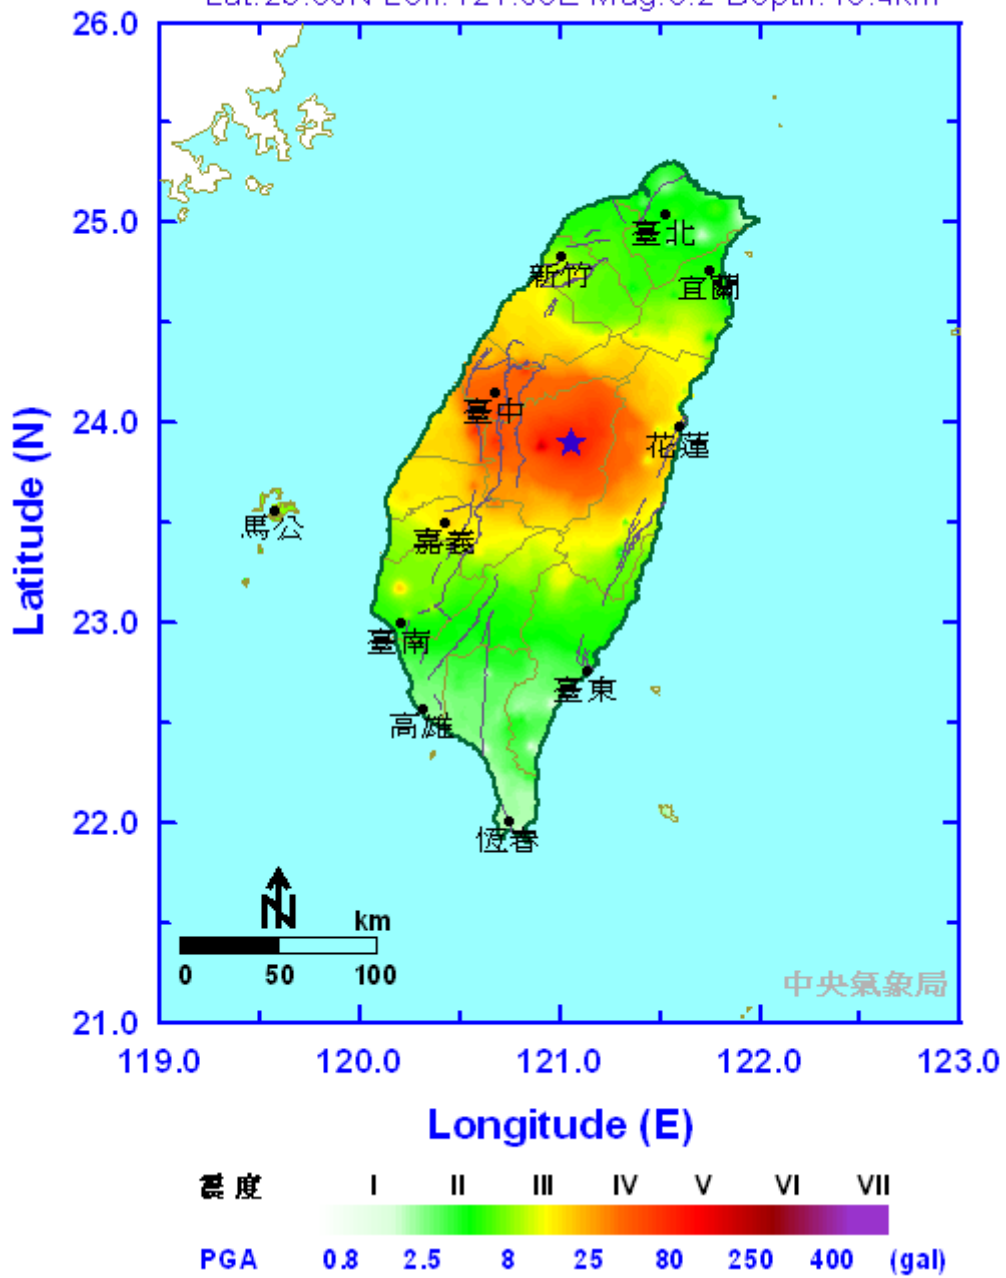 26.0
25.0
臺北
新竹
宜蘭
24.0
臺中
花蓮
馬公
嘉義
23.0
臺南
臺東
高雄
22.0
恆春
N
km
0 50 100
中央氣象局
21.0
119.0 120.0 121.0 122.0 123.0
Latitude (N)
Longitude (E)
震度 I II III IV V VI VII
PGA 0.8 2.5 8 25 80 250 400 (gal)